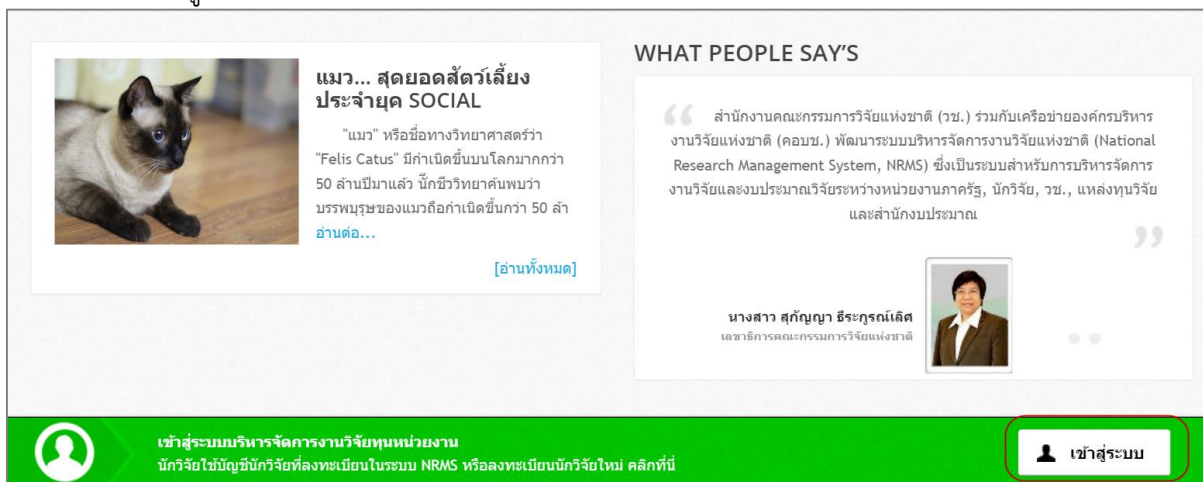 แมว... สุดยอดสัตว์เลี้ยง
ประจำยุค SOCIAL
"แมว" หรือชื่อทางวิทยาศาสตร์ว่า
"Felis Catus" มีกำเนิดขึ้นบนโลกมากกว่า
50 ล้านปีมาแล้ว นักชีววิทยาค้นพบว่า
บรรพบุรุษของแมวถือกำเนิดขึ้นกว่า 50 ล้า
อ่านต่อ...
[อ่านทั้งหมด]
WHAT PEOPLE SAY'S
“ สำนักงานคณะกรรมการวิจัยแห่งชาติ (วช.) ร่วมกับเครือข่ายองค์กรบริหาร
งานวิจัยแห่งชาติ (คอบช.) พัฒนาระบบบริหารจัดการงานวิจัยแห่งชาติ (National
Research Management System, NRMS) ซึ่งเป็นระบบสำหรับการบริหารจัดการ
งานวิจัยและงบประมาณวิจัยระหว่างหน่วยงานภาครัฐ, นักวิจัย, วช., แหล่งทุนวิจัย
และสำนักงบประมาณ
”
นางสาว สุกัญญา ธีระกูรณ์เลิศ
เลขาธิการคณะกรรมการวิจัยแห่งชาติ
เข้าสู่ระบบบริหารจัดการงานวิจัยทุนหน่วยงาน
นักวิจัยใช้บัญชีนักวิจัยที่ลงทะเบียนในระบบ NRMS หรือลงทะเบียนนักวิจัยใหม่ คลิกที่นี่
เข้าสู่ระบบ